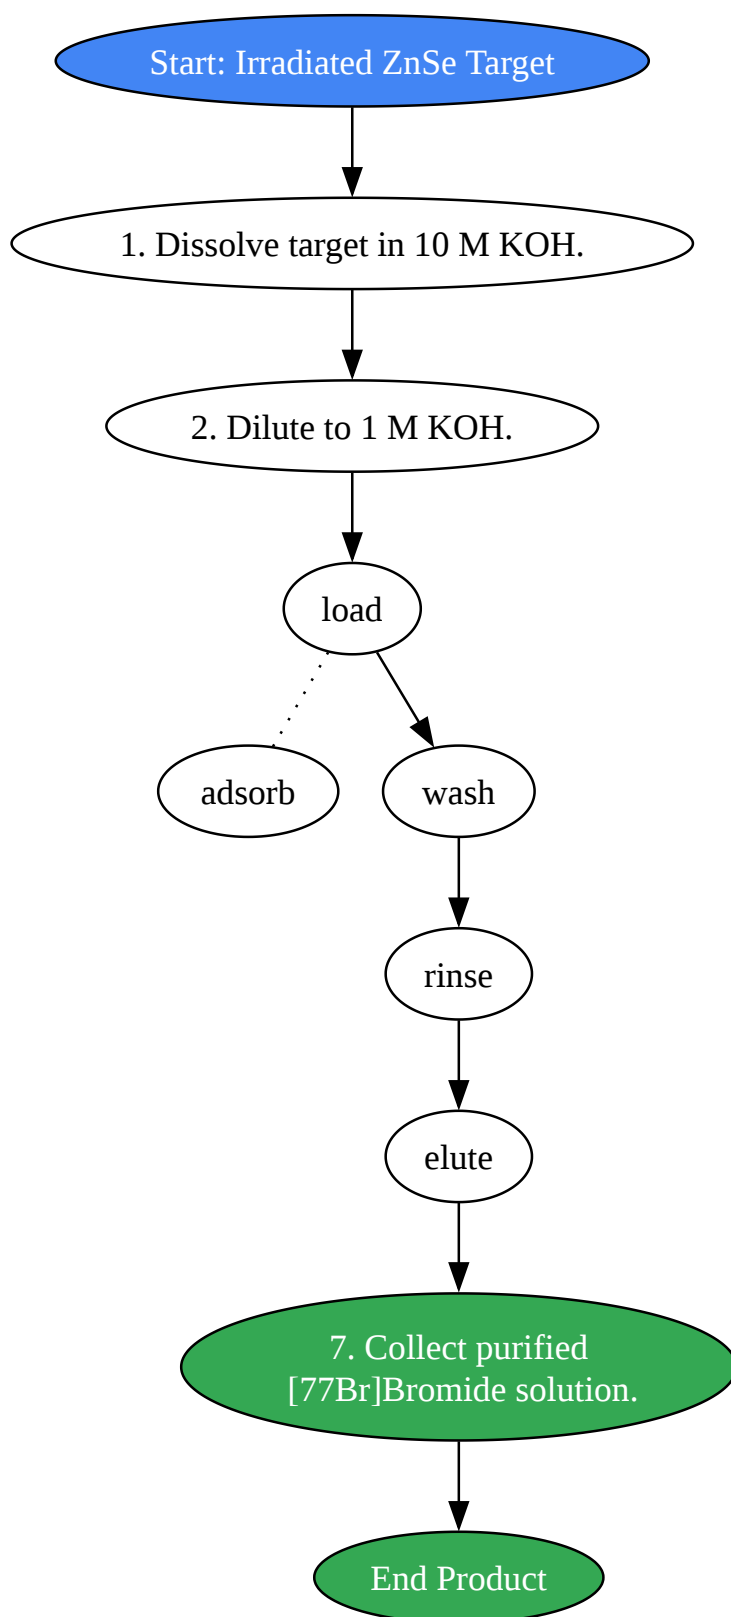 Start: Irradiated ZnSe Target
1. Dissolve target in 10 M KOH.
2. Dilute to 1 M KOH.
load
adsorb
wash
rinse
elute
7. Collect purified
[77Br]Bromide solution.
End Product